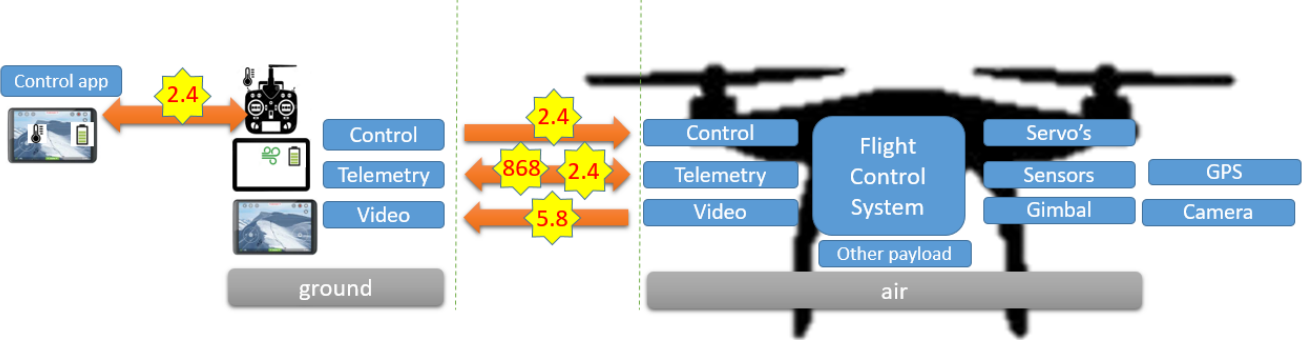 Control app
2.4
Control
Telemetry
Video
ground
2.4
868
2.4
5.8
Control
Telemetry
Video
Flight
Control
System
Other payload
Servo's
Sensors
GPS
Gimbal
Camera
air